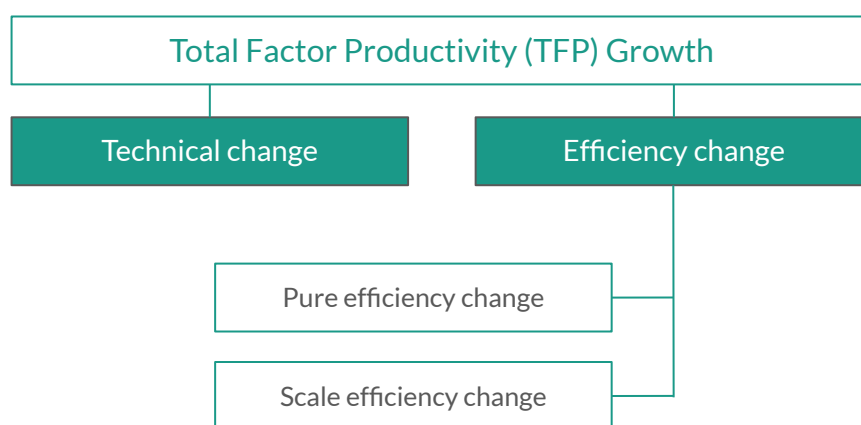 Total Factor Productivity (TFP) Growth
Technical change
Efficiency change
Pure efficiency change
Scale efficiency change